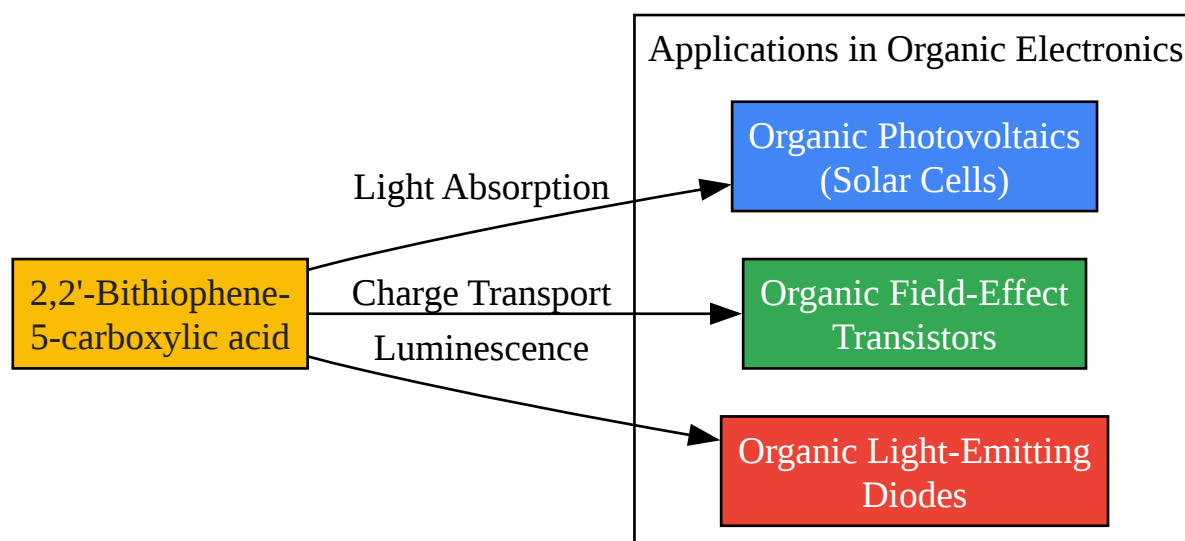 Applications in Organic Electronics
Organic Photovoltaics
(Solar Cells)
Light Absorption
2,2'-Bithiophene-
5-carboxylic acid
Charge Transport
Organic Field-Effect
Transistors
Luminescence
Organic Light-Emitting
Diodes